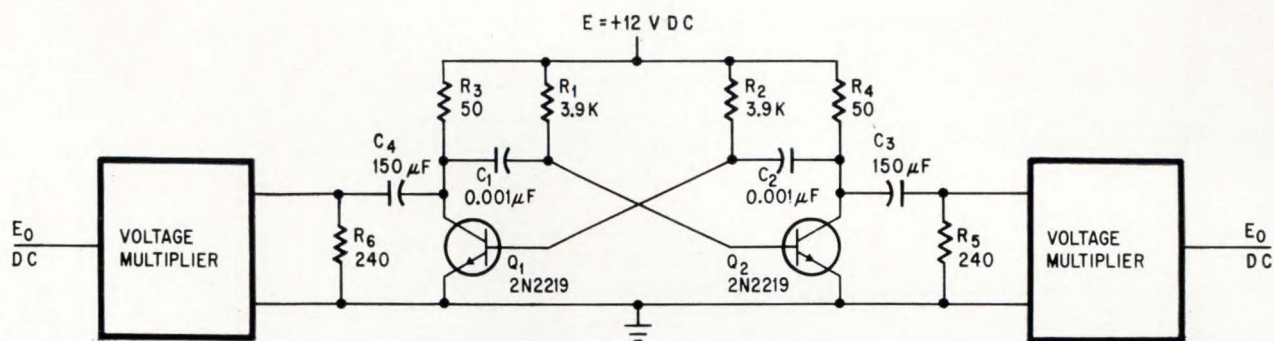 E = +12 V DC
R3
50
R1
3.9K
R2
3.9K
R4
50
C4
150 μF
C1
0.001μF
C2
0.001μF
C3
150 μF
E0
DC
VOLTAGE
MULTIPLIER
R6
240
Q1
2N2219
Q2
2N2219
R5
240
VOLTAGE
MULTIPLIER
E0
DC